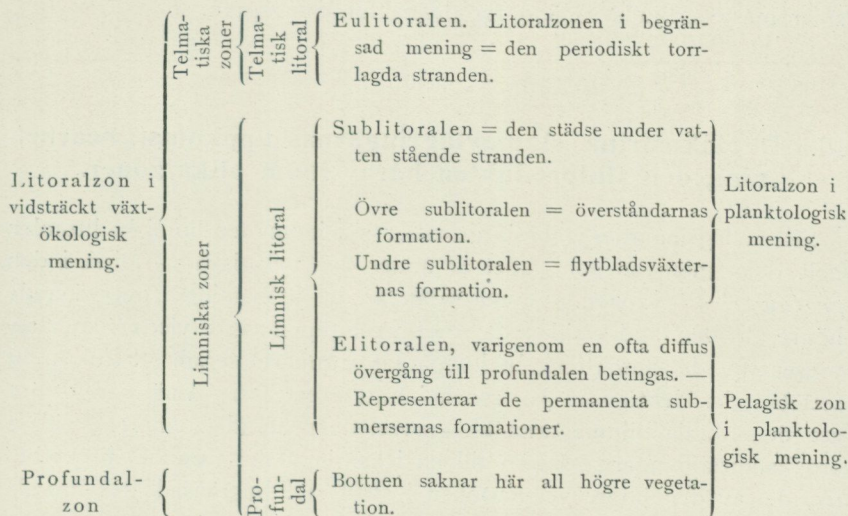 Litoralzon i
vidsträckt växt-
ökologisk
mening.
Profundal-
zon
Telma-
tiska
zoner
Limniska zoner
Telma-
tisk
litoral
Limnisk litoral
Pro-
fun-
dal
Eulitoralen. Litoralzonen i begrän-
sad mening = den periodiskt torr-
lagda stranden.
Sublitoralen = den städse under vat-
ten stående stranden.
Övre sublitoralen = överståndarnas
formation.
Undre sublitoralen = flytbladsväxter-
nas formation.
Elitoralen, varigenom en ofta diffus
övergång till profundalen betingas. —
Representerar de permanenta sub-
mersernas formationer.
Bottnen saknar här all högre vegeta-
tion.
Litoralzon i
planktologisk
mening.
Pelagisk zon
i planktolo-
gisk mening.